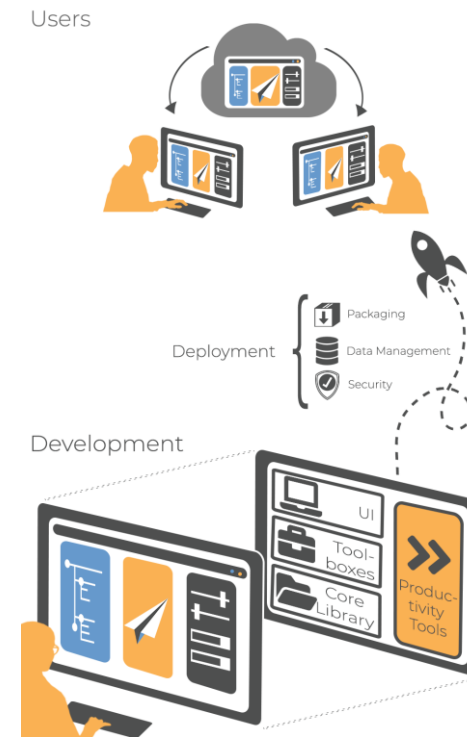 Users
Deployment
Packaging
Data Management
Security
Development
UI
Tool-
boxes
Core
Library
Produc-
tivity
Tools